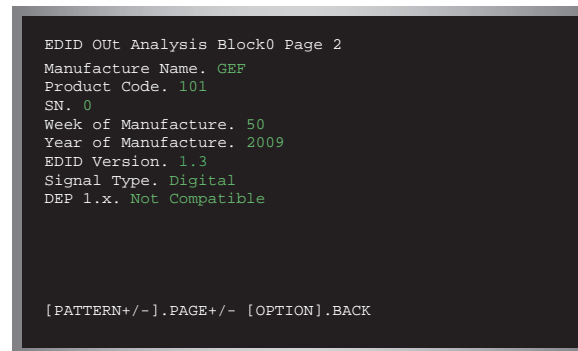 EDID OUt Analysis Block0 Page 2
Manufacture Name. GEF
Product Code. 101
SN. 0
Week of Manufacture. 50
Year of Manufacture. 2009
EDID Version. 1.3
Signal Type. Digital
DEP 1.x. Not Compatible
[PATTERN+/-].PAGE+/- [OPTION].BACK